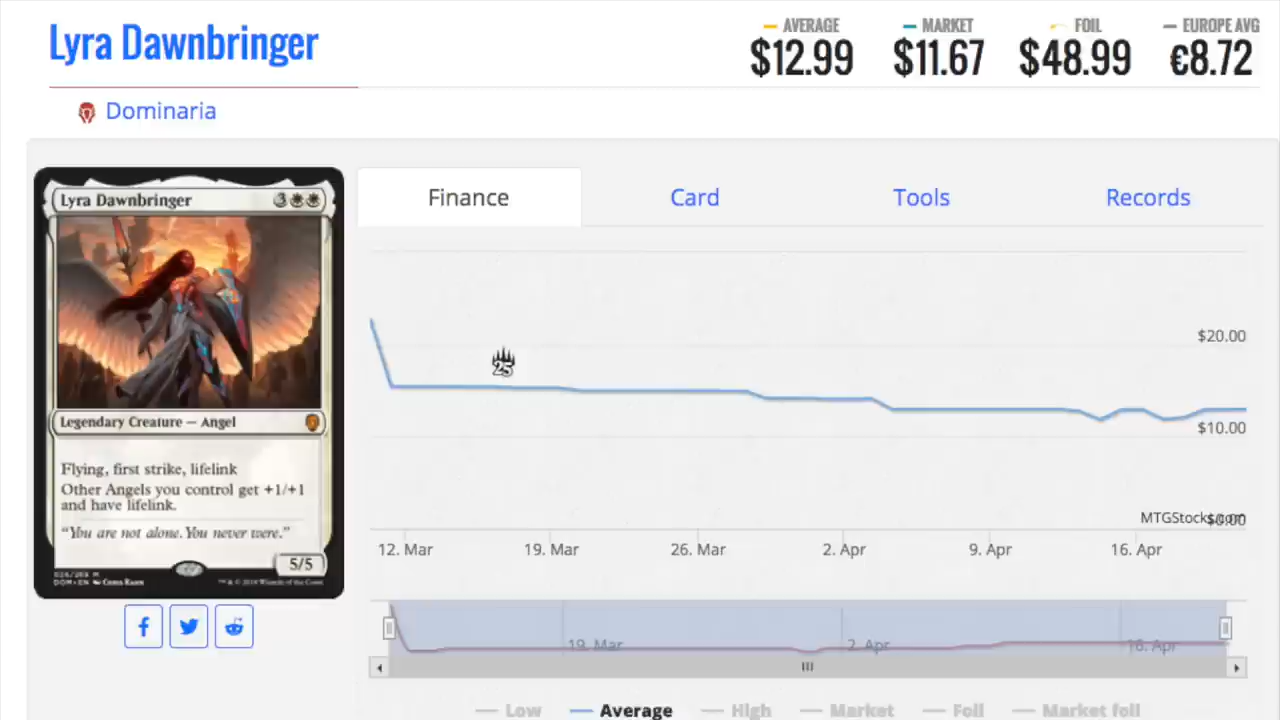 Lyra Dawnbringer
AVERAGE
$12.99
MARKET
$11.67
FOIL
$48.99
EUROPE AVG
€8.72
Dominaria
Finance
Card
Tools
Records
Lyra Dawnbringer
3
Legendary Creature — Angel
Flying, first strike, lifelink
Other Angels you control get +1/+1
and have lifelink.
“You are not alone. You never were.”
5/5
25
$20.00
$10.00
$0.00
MTGStocks.com
12. Mar
19. Mar
26. Mar
2. Apr
9. Apr
16. Apr
19. Mar
2. Apr
16. Apr
Low
Average
High
Market
Foil
Market foil